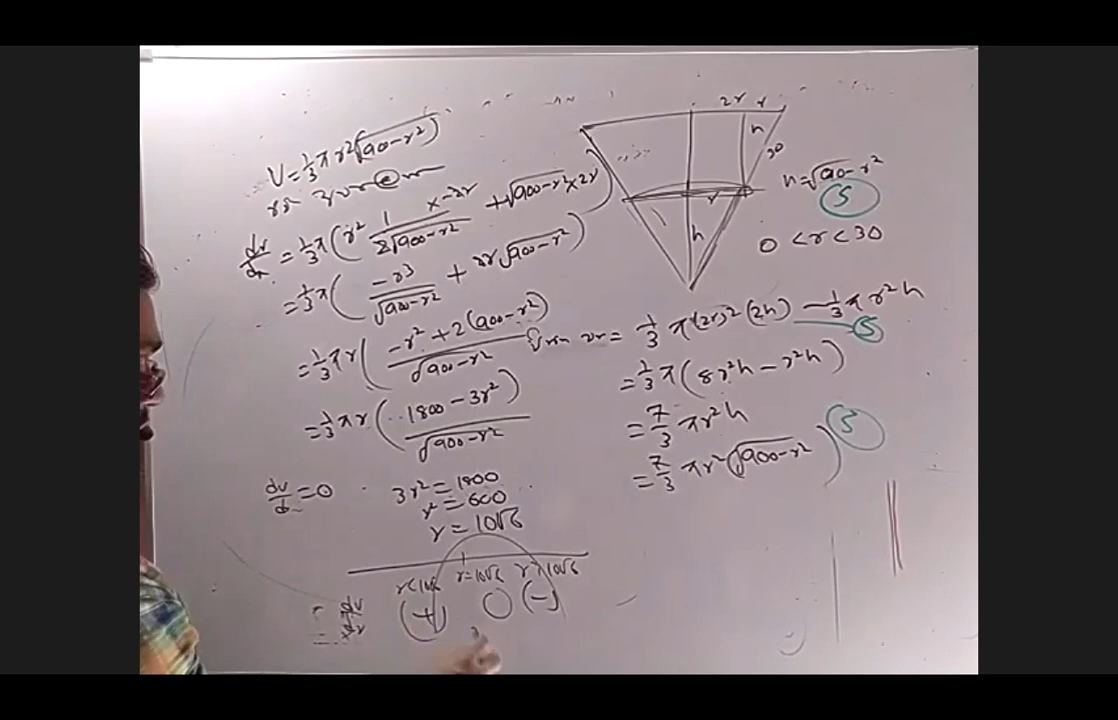 V = 1/3 π r² √(900 - r²)
dv/dr = 1/3 π ( r² 1/(2√(900-r²)) × -2r + √(900-r²) × 2r )
= 1/3 π ( -r³/√(900-r²) + 2r √(900-r²) )
= 1/3 π r ( (-r² + 2(900-r²))/√(900-r²) )
= 1/3 π r ( (1800 - 3r²)/√(900-r²) )
dv/dr = 0
3r² = 1800
r² = 600
r = 10√6
r<10√6 r=10√6 r>10√6
dv/dr (+) 0 (-)
2r r
h
30
r
h
h = √(900 - r²)
5
0 < r < 30
= 1/3 π (2r)² (2h) - 1/3 π r² h
5
= 1/3 π ( 8r²h - r²h )
= 7/3 π r² h
= 7/3 π r² (√(900-r²) )
5